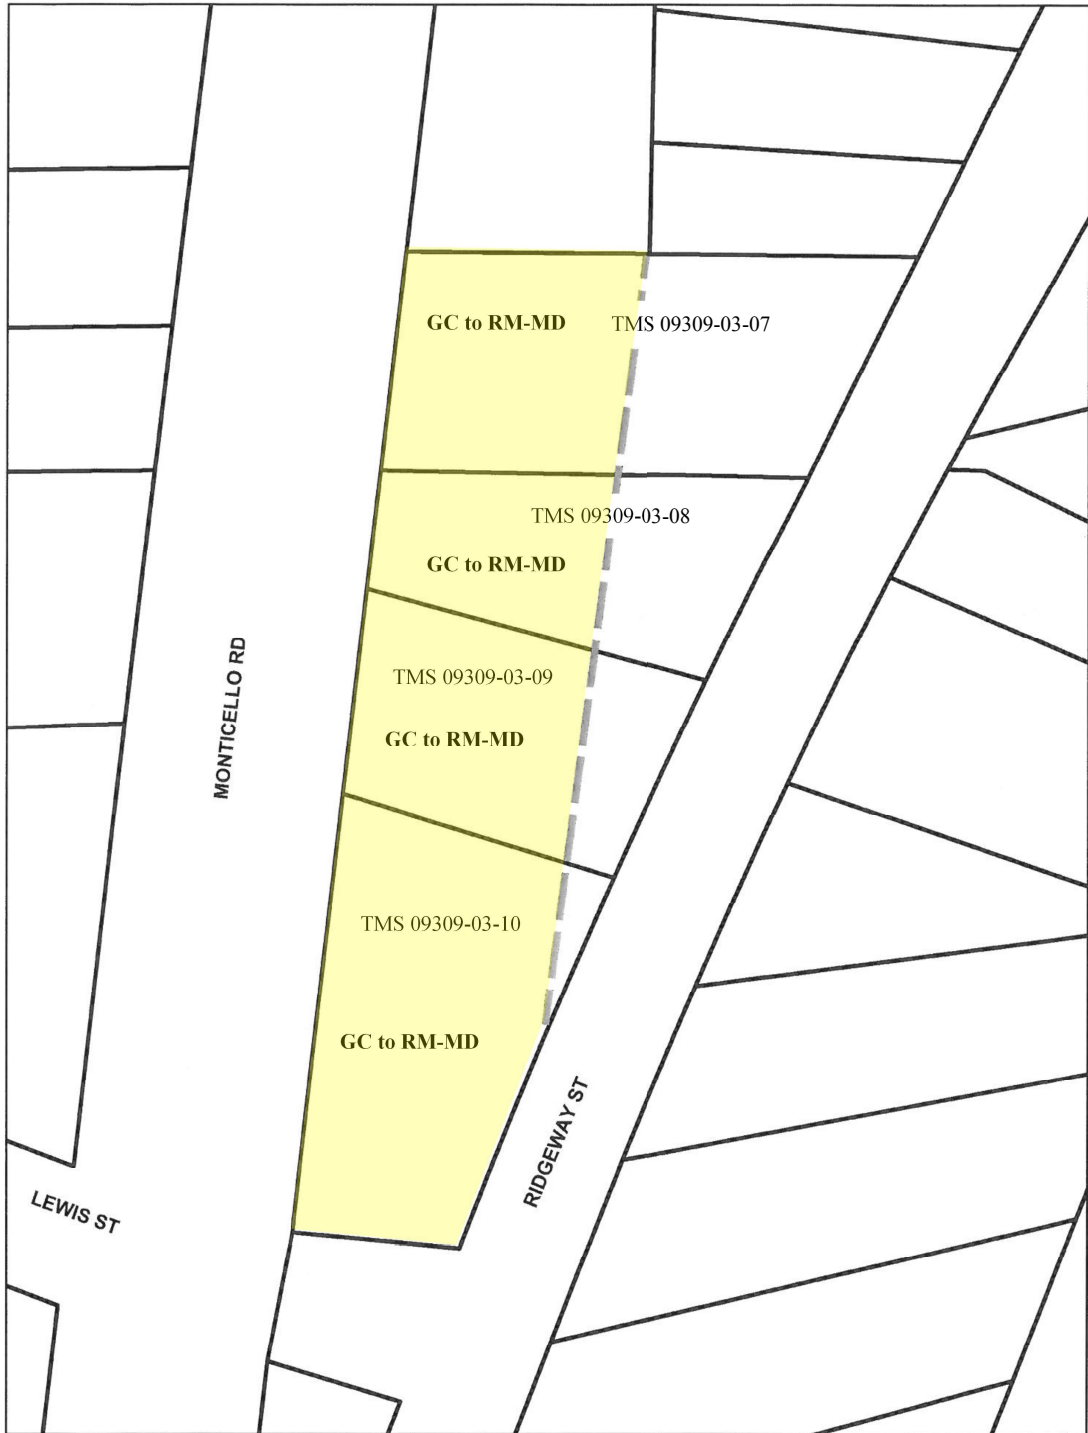 GC to RM-MD
TMS 09309-03-07
TMS 09309-03-08
GC to RM-MD
MONTICELLO RD
TMS 09309-03-09
GC to RM-MD
TMS 09309-03-10
GC to RM-MD
RIDGEWAY ST
LEWIS ST